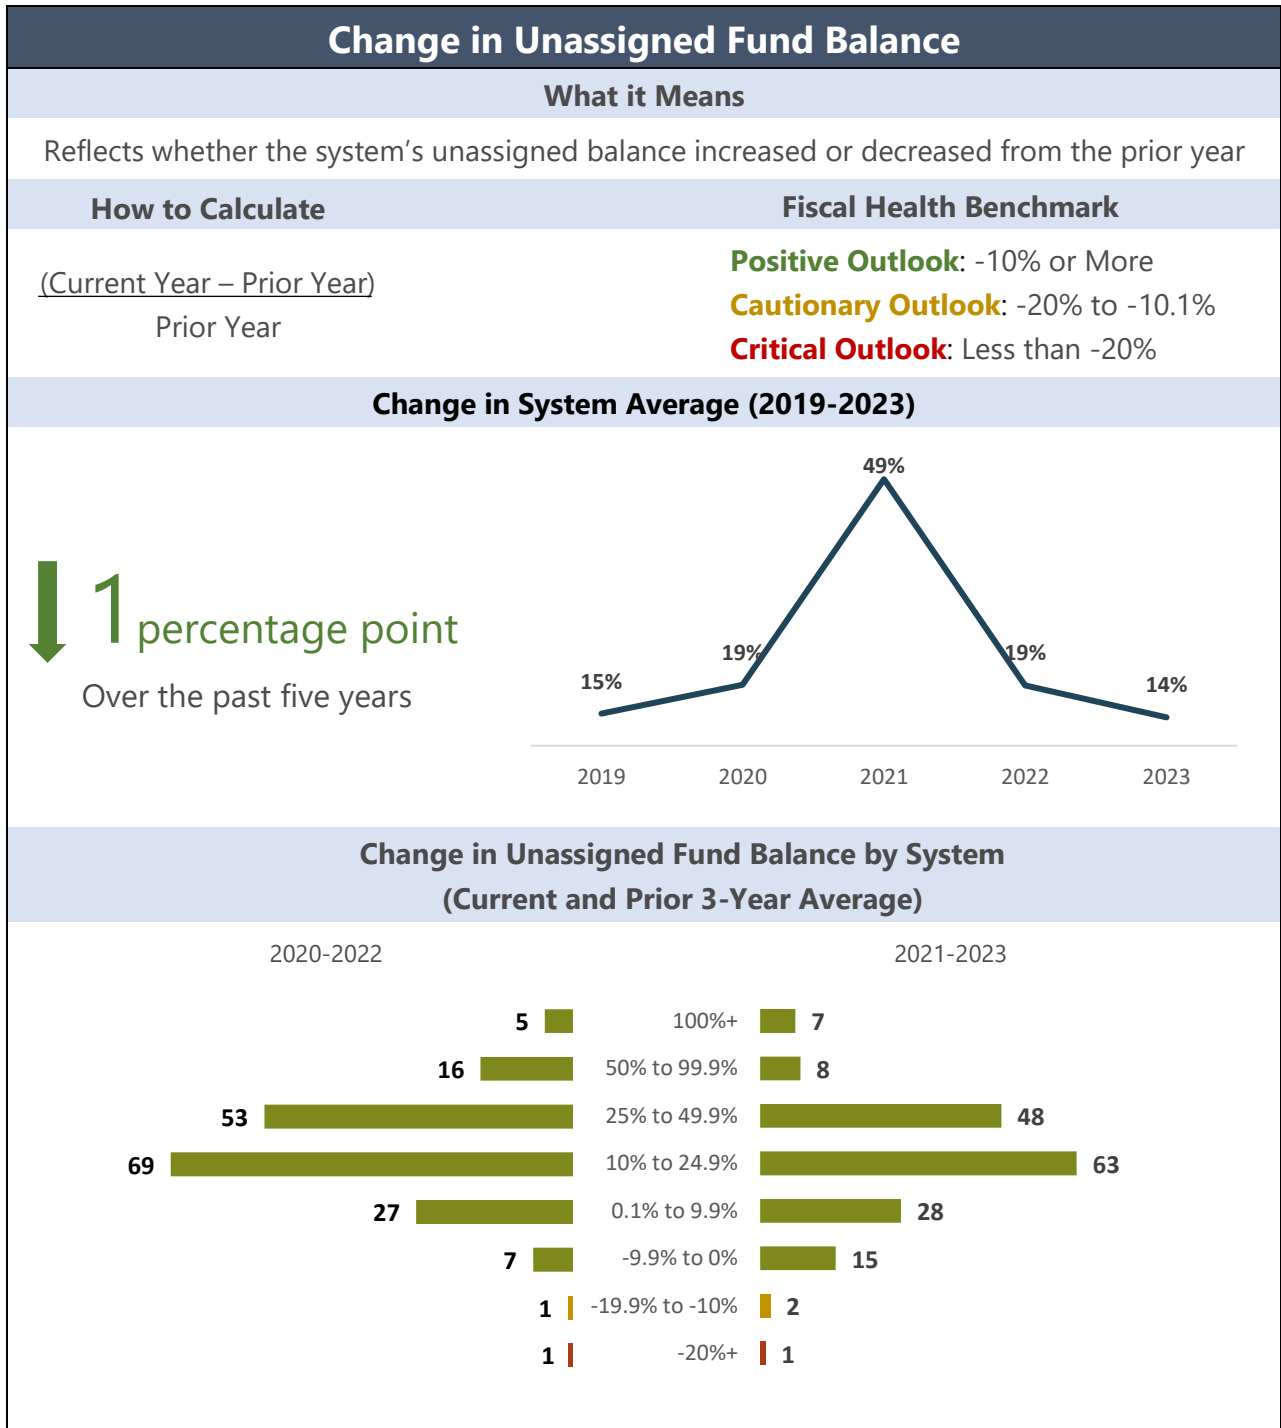 Change in Unassigned Fund Balance
What it Means
Reflects whether the system’s unassigned balance increased or decreased from the prior year
How to Calculate
(Current Year – Prior Year)
Prior Year
Fiscal Health Benchmark
Positive Outlook: -10% or More
Cautionary Outlook: -20% to -10.1%
Critical Outlook: Less than -20%
Change in System Average (2019-2023)
1 percentage point
Over the past five years
15%
19%
49%
19%
14%
2019 2020 2021 2022 2023
Change in Unassigned Fund Balance by System
(Current and Prior 3-Year Average)
2020-2022 2021-2023
5 100%+ 7
16 50% to 99.9% 8
53 25% to 49.9% 48
69 10% to 24.9% 63
27 0.1% to 9.9% 28
7 -9.9% to 0% 15
1 -19.9% to -10% 2
1 -20%+ 1